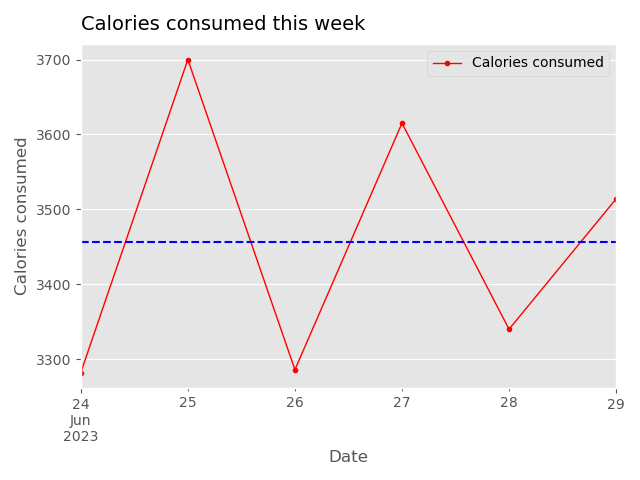 Calories consumed this week
Calories consumed
3700
3600
3500
3400
3300
Calories consumed
24 25 26 27 28 29
Jun
2023
Date